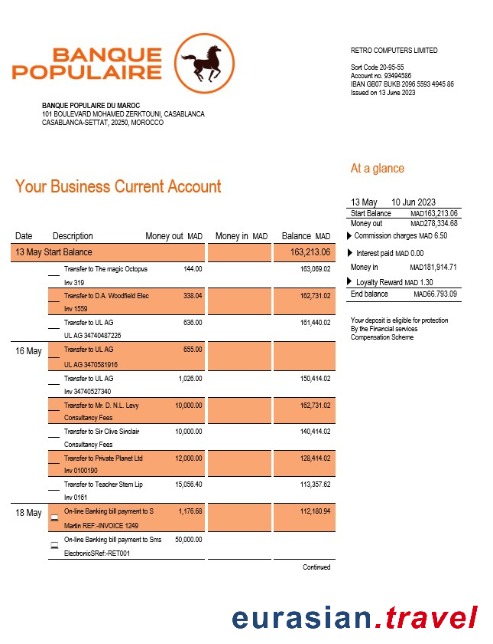 BANQUE
POPULAIRE
RETRO COMPUTERS LIMITED
Sort Code 20-95-55
Account no. 93494586
IBAN GB07 BUKB 2096 5593 4945 86
Issued on 13 June 2023
BANQUE POPULAIRE DU MAROC
101 BOULEVARD MOHAMED ZERKTOUNI, CASABLANCA
CASABLANCA-SETTAT, 20250, MOROCCO
At a glance
Your Business Current Account
13 May 10 Jun 2023
Start Balance MAD163,213.06
Money out MAD278,334.68
Commission charges MAD 6.50
Interest paid MAD 0.00
Money in MAD181,914.71
Loyalty Reward MAD 1.30
End balance MAD66.793.09
Your deposit is eligible for protection
By the Financial services
Compensation Scheme
Date Description Money out MAD Money in MAD Balance MAD
13 May Start Balance 163,213.06
Transfer to The magic Octopus 144.00 163,069.02
Inv 319
Transfer to D.A. Woodfield Elec 338.04 162,731.02
Inv 1559
Transfer to UL AG 636.00 161,440.02
UL AG 34740487226
16 May Transfer to UL AG 655.00
UL AG 3470581916
Transfer to UL AG 1,026.00 150,414.02
Inv 34740527340
Transfer to Mr. D. N.L. Levy 10,000.00 162,731.02
Consultancy Fees
Transfer to Sir Clive Sinclair 10,000.00 140,414.02
Consultancy Fees
Transfer to Private Planet Ltd 12,000.00 128,414.02
Inv 0100190
Transfer to Teacher Stem Lip 15,056.40 113,357.62
Inv 0161
18 May On-line Banking bill payment to S 1,176.68 112,180.94
Martin REF:-INVOICE 1249
On-line Banking bill payment to Sms 50,000.00
ElectronicSRef:-RET001
Continued
eurasian.travel